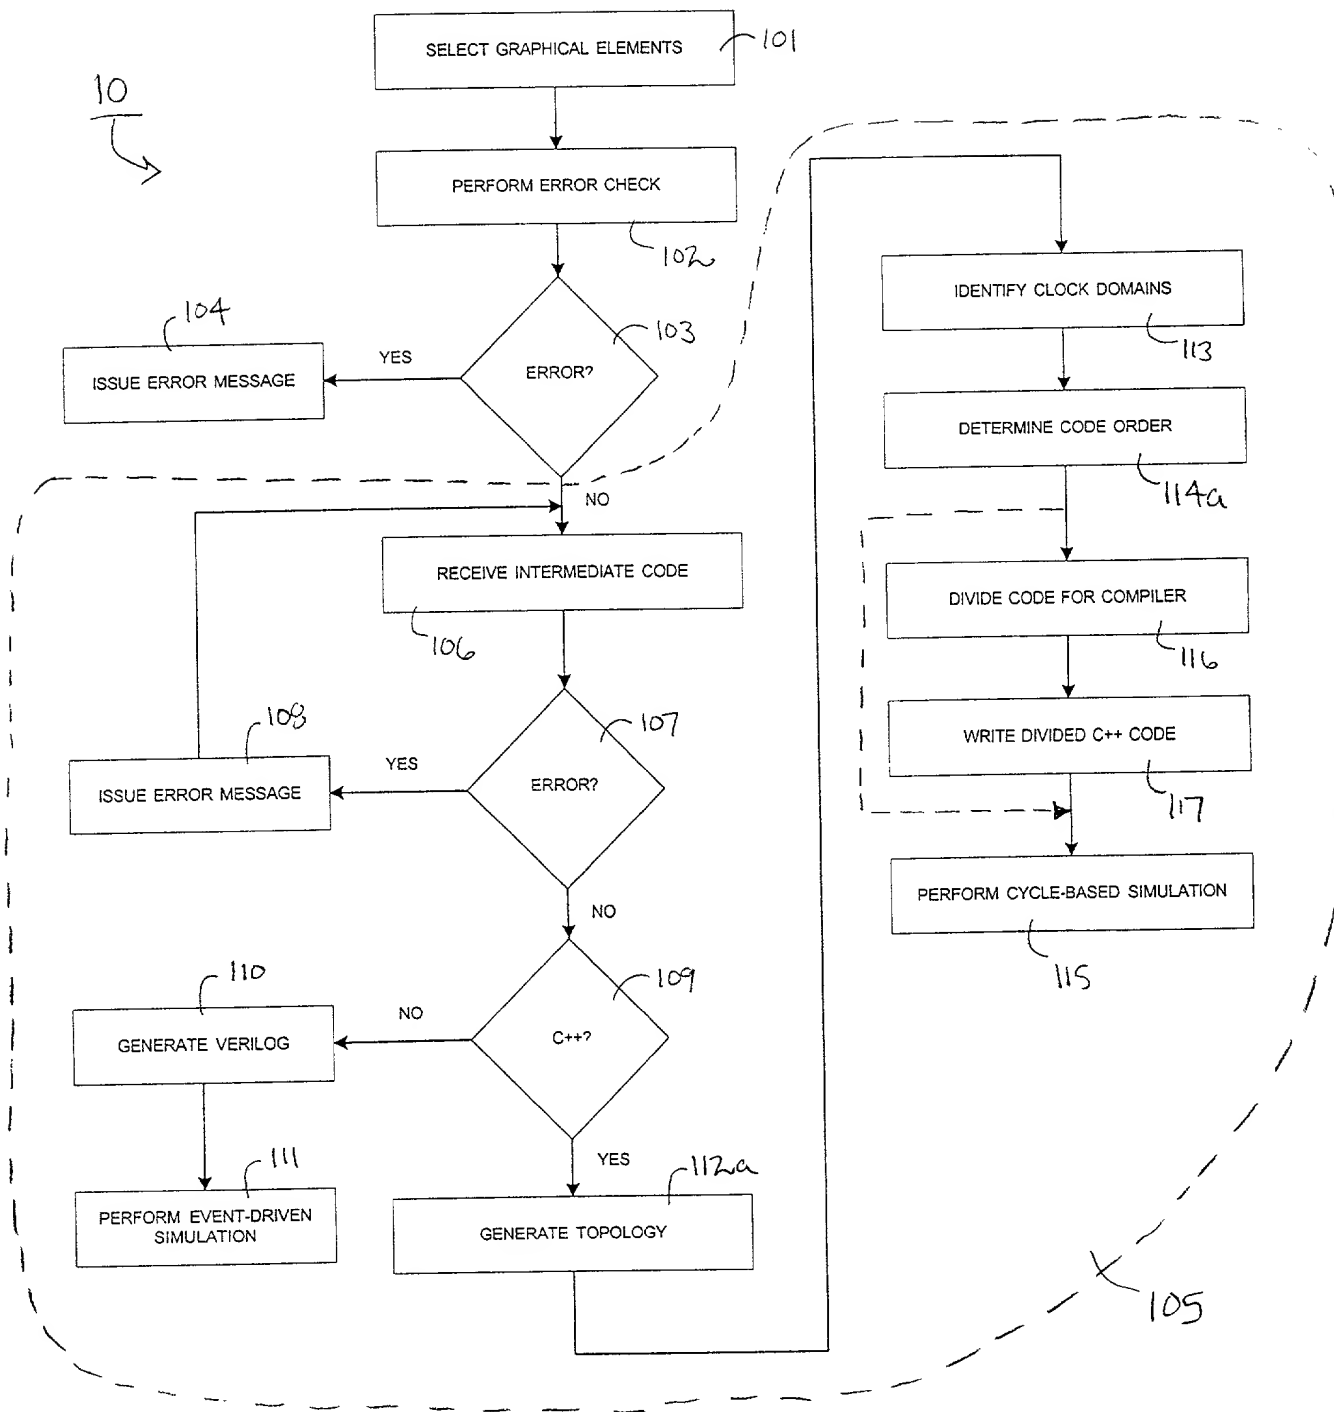 SELECT GRAPHICAL ELEMENTS
101
10
PERFORM ERROR CHECK
102
ERROR?
103
YES
104
ISSUE ERROR MESSAGE
NO
RECEIVE INTERMEDIATE CODE
106
ERROR?
107
YES
108
ISSUE ERROR MESSAGE
NO
C++?
109
NO
110
GENERATE VERILOG
111
PERFORM EVENT-DRIVEN
SIMULATION
YES
112a
GENERATE TOPOLOGY
IDENTIFY CLOCK DOMAINS
113
DETERMINE CODE ORDER
114a
DIVIDE CODE FOR COMPILER
116
WRITE DIVIDED C++ CODE
117
PERFORM CYCLE-BASED SIMULATION
115
105